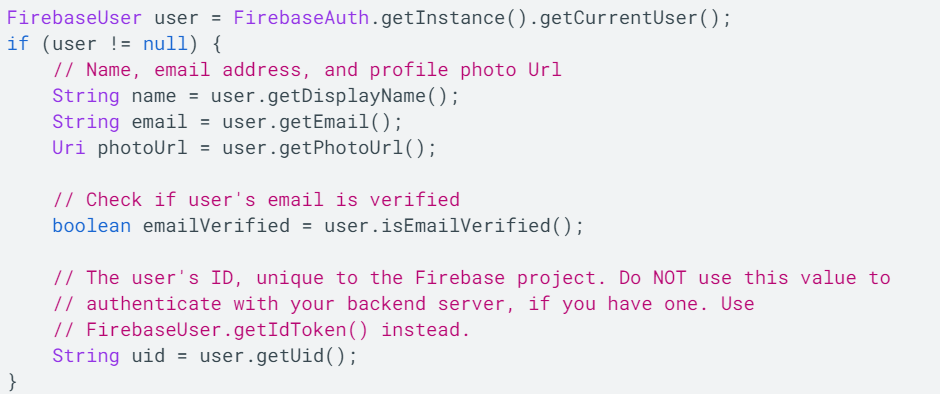 FirebaseUser user = FirebaseAuth.getInstance().getCurrentUser();
if (user != null) {
    // Name, email address, and profile photo Url
    String name = user.getDisplayName();
    String email = user.getEmail();
    Uri photoUrl = user.getPhotoUrl();

    // Check if user's email is verified
    boolean emailVerified = user.isEmailVerified();

    // The user's ID, unique to the Firebase project. Do NOT use this value to
    // authenticate with your backend server, if you have one. Use
    // FirebaseUser.getIdToken() instead.
    String uid = user.getUid();
}